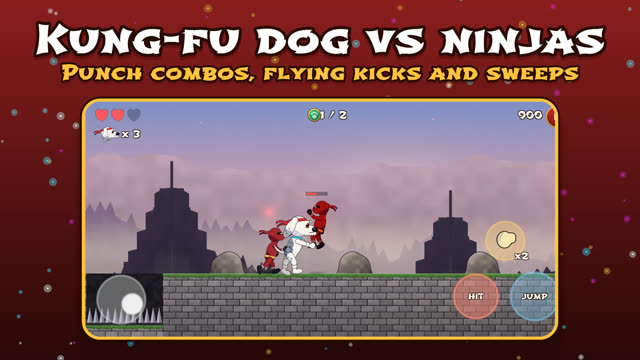 Kung-fu dog vs ninjas
Punch combos, flying kicks and sweeps
1 / 2
900
x 3
x2
HIT
JUMP